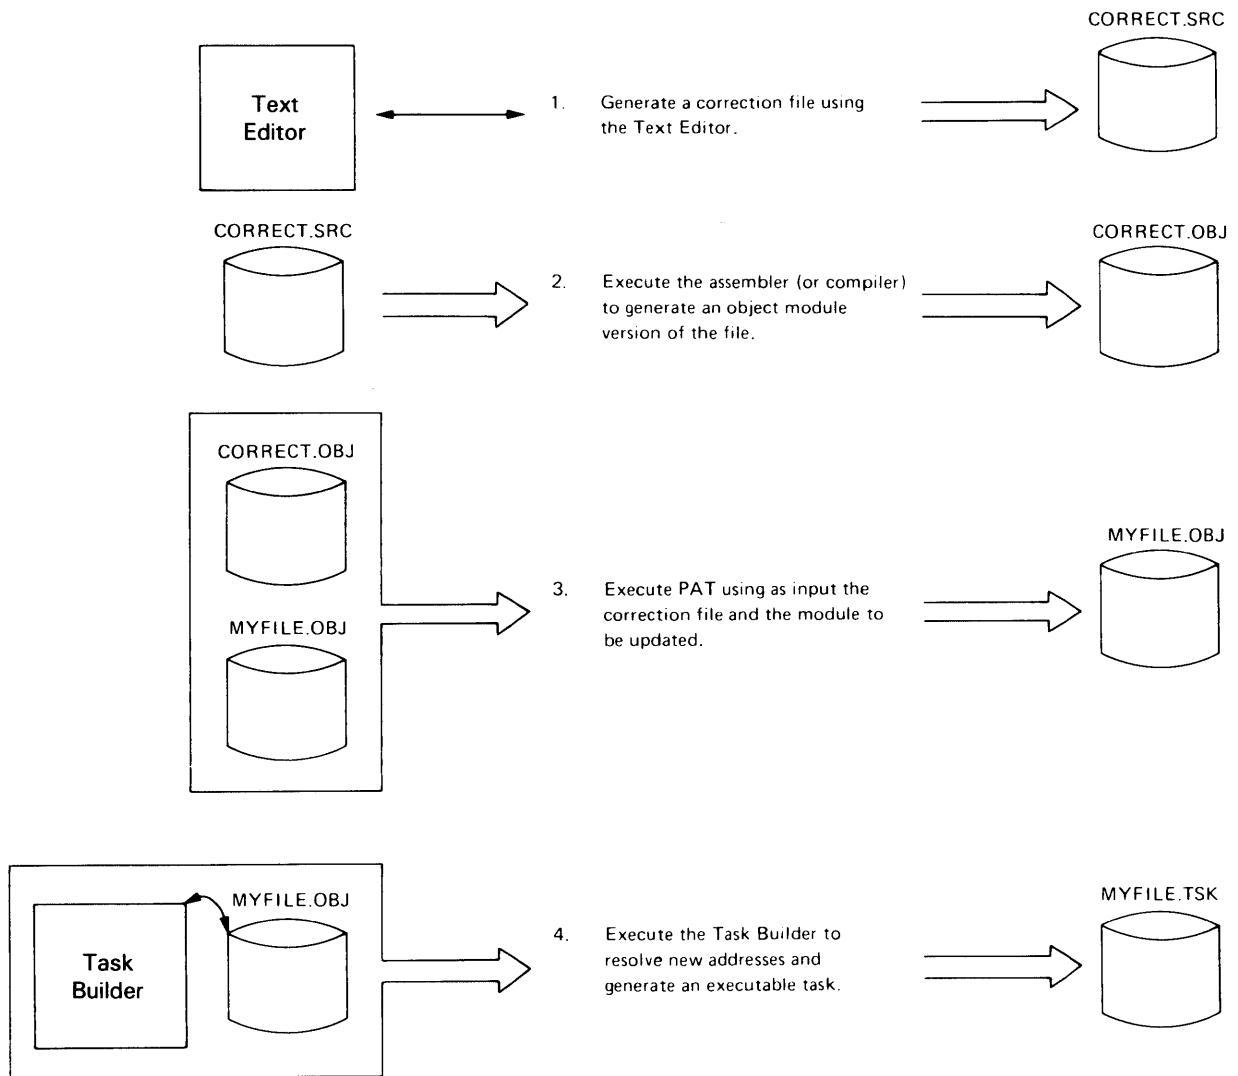 CORRECT.SRC
Text
Editor
1. Generate a correction file using
the Text Editor.
CORRECT.SRC
CORRECT.OBJ
2. Execute the assembler (or compiler)
to generate an object module
version of the file.
CORRECT.OBJ
MYFILE.OBJ
MYFILE.OBJ
3. Execute PAT using as input the
correction file and the module to
be updated.
MYFILE.OBJ
MYFILE.TSK
Task
Builder
4. Execute the Task Builder to
resolve new addresses and
generate an executable task.